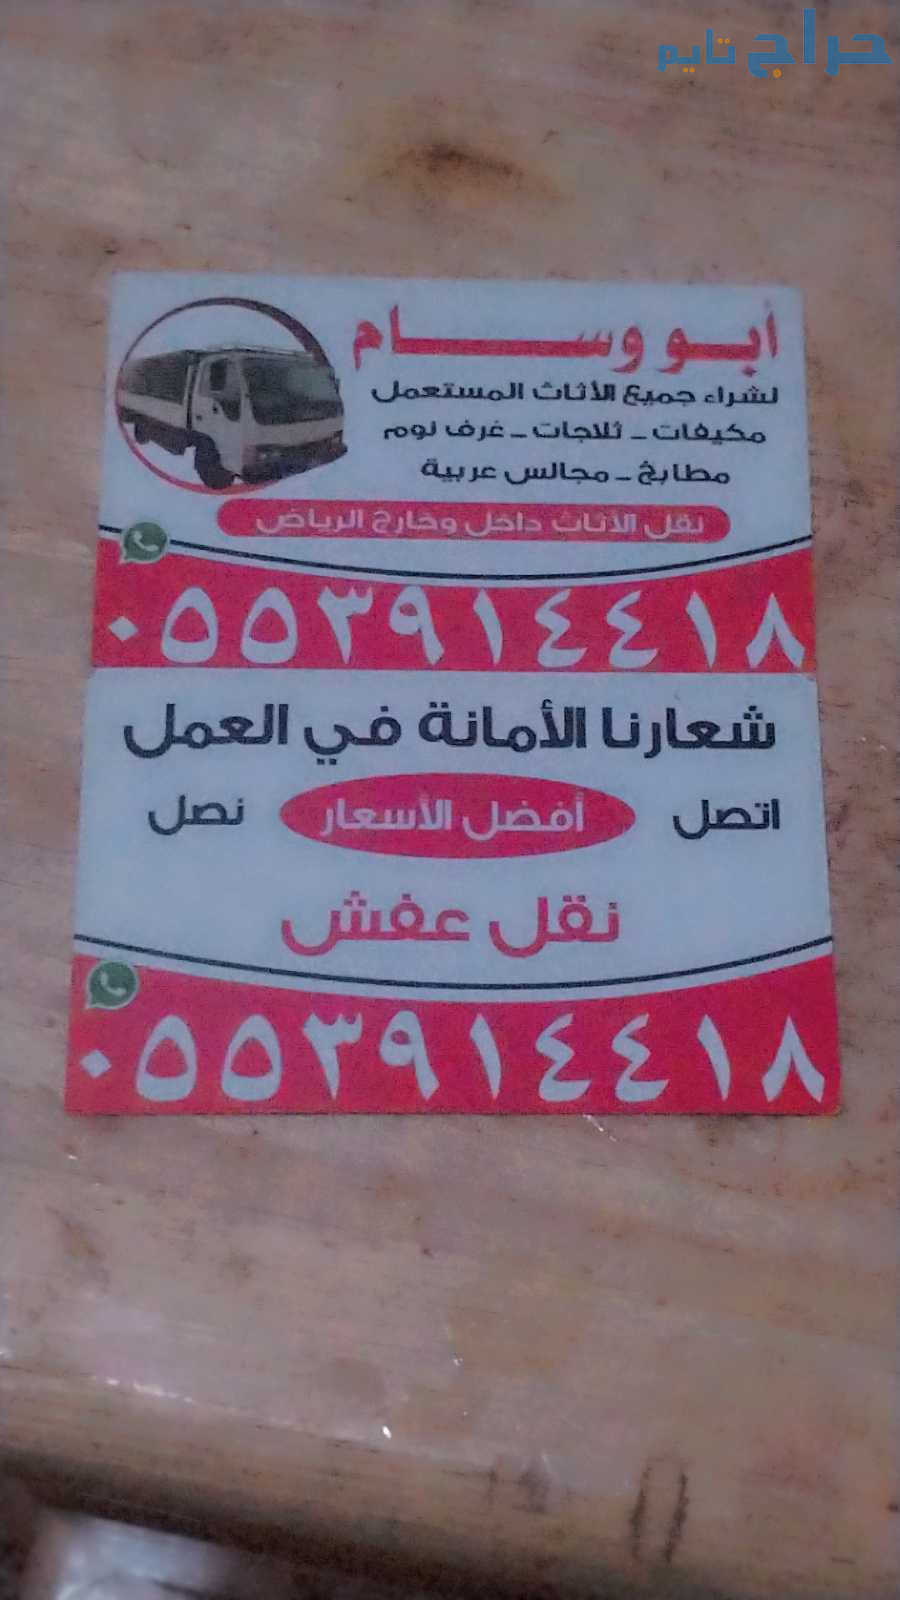 حراج تايم
أبو وسام
لشراء جميع الأثاث المستعمل
مكيفات - ثلاجات - غرف نوم
مطابخ - مجالس عربية
نقل الأثاث داخل وخارج الرياض
٠٥٥٣٩١٤٤١٨
شعارنا الأمانة في العمل
اتصل أفضل الأسعار نصل
نقل عفش
٠٥٥٣٩١٤٤١٨